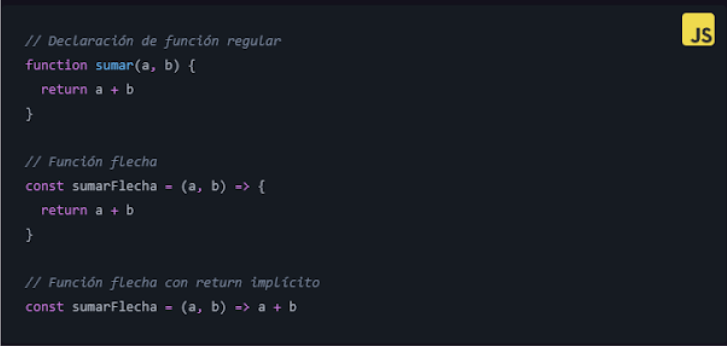 JS
// Declaración de función regular
function sumar(a, b) {
  return a + b
}
// Función flecha
const sumarFlecha = (a, b) => {
  return a + b
}
// Función flecha con return implícito
const sumarFlecha = (a, b) => a + b